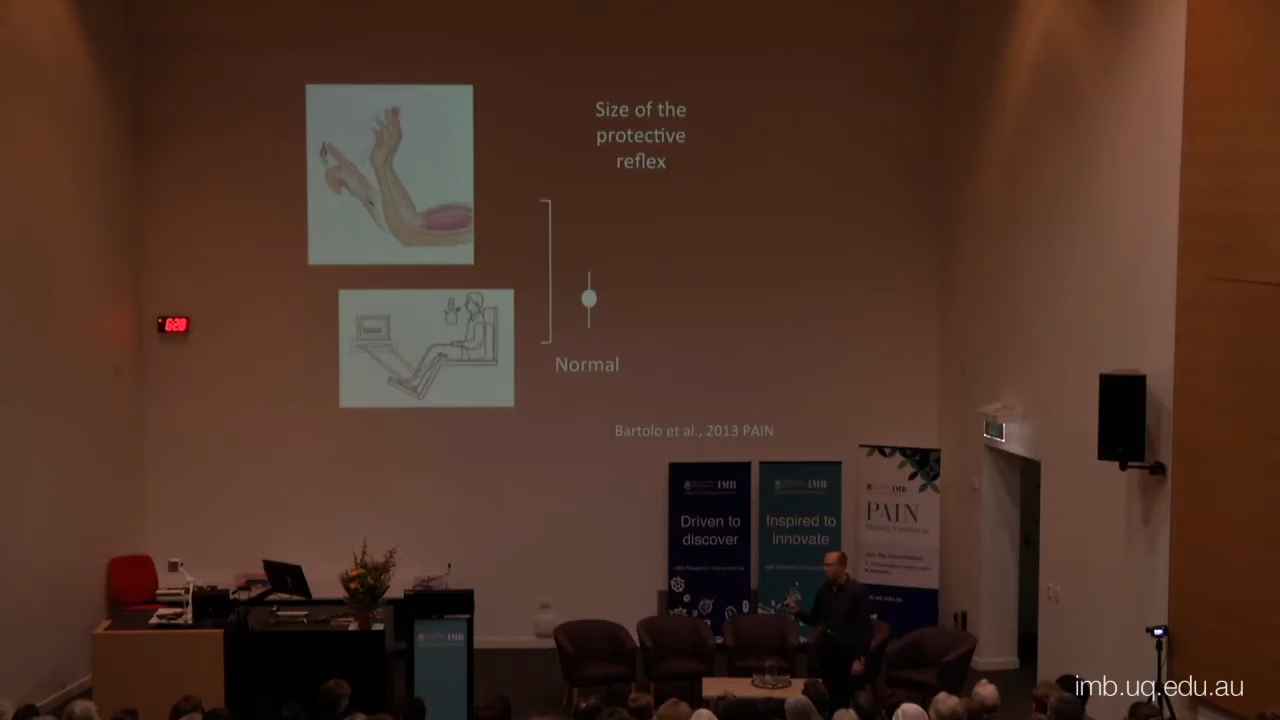 Size of the
protective
reflex
Normal
Bartolo et al., 2013 PAIN
IMB
Driven to
discover
IMB
Inspired to
innovate
IMB
PAIN
IMB
imb.uq.edu.au